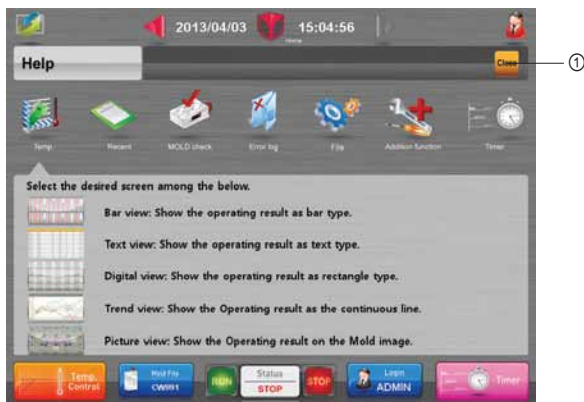 2013/04/03
15:04:56
Home
Help
Close
①
Temp.
Recent
MOLD check
Error log
File
Addition function
Timer
Select the desired screen among the below.
Bar view: Show the operating result as bar type.
Text view: Show the operating result as text type.
Digital view: Show the operating result as rectangle type.
Trend view: Show the Operating result as the continuous line.
Picture view: Show the Operating result on the Mold image.
Temp.
Control
Mold File
CW001
RUN
Status
STOP
STOP
Login
ADMIN
Timer